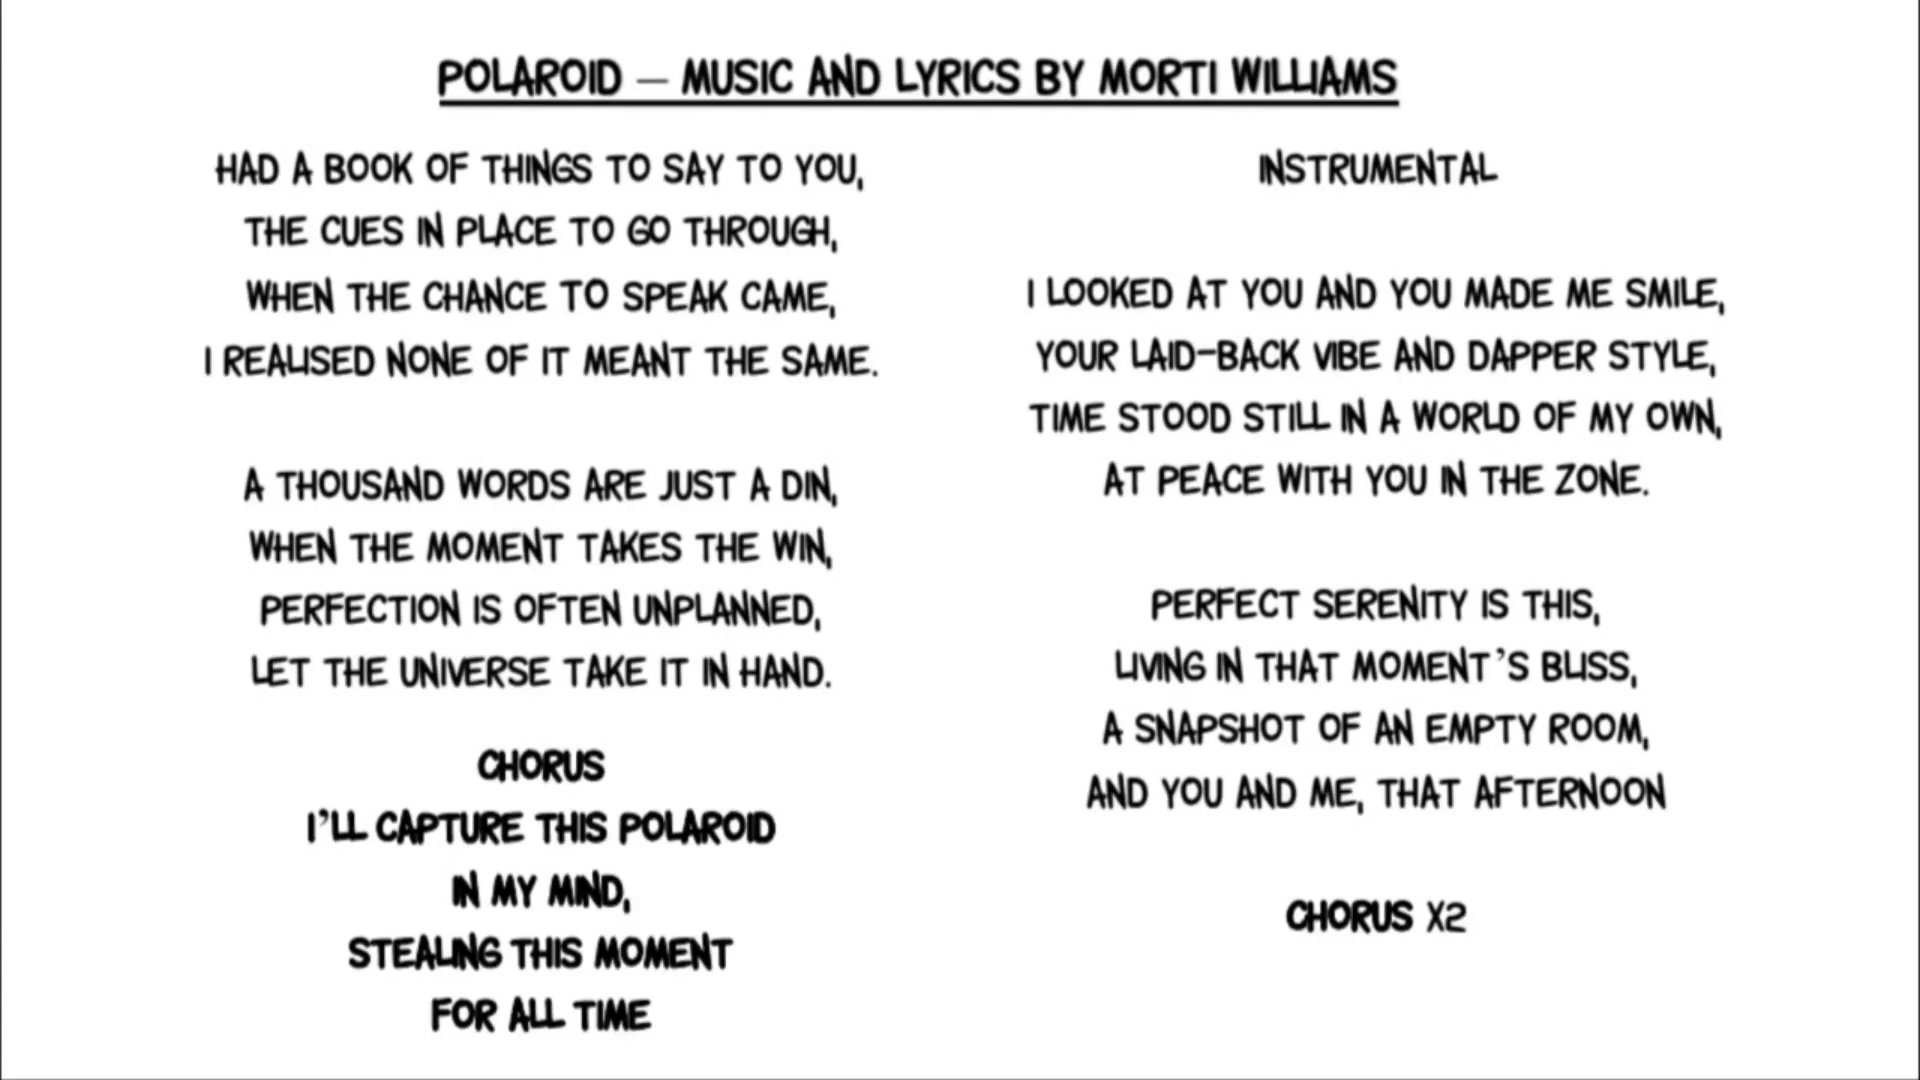 POLAROID – MUSIC AND LYRICS BY MORTI WILLIAMS
HAD A BOOK OF THINGS TO SAY TO YOU,
THE CUES IN PLACE TO GO THROUGH,
WHEN THE CHANCE TO SPEAK CAME,
I REALISED NONE OF IT MEANT THE SAME.
A THOUSAND WORDS ARE JUST A DIN,
WHEN THE MOMENT TAKES THE WIN,
PERFECTION IS OFTEN UNPLANNED,
LET THE UNIVERSE TAKE IT IN HAND.
CHORUS
I'LL CAPTURE THIS POLAROID
IN MY MIND,
STEALING THIS MOMENT
FOR ALL TIME
INSTRUMENTAL
I LOOKED AT YOU AND YOU MADE ME SMILE,
YOUR LAID-BACK VIBE AND DAPPER STYLE,
TIME STOOD STILL IN A WORLD OF MY OWN,
AT PEACE WITH YOU IN THE ZONE.
PERFECT SERENITY IS THIS,
LIVING IN THAT MOMENT'S BLISS,
A SNAPSHOT OF AN EMPTY ROOM,
AND YOU AND ME, THAT AFTERNOON
CHORUS X2